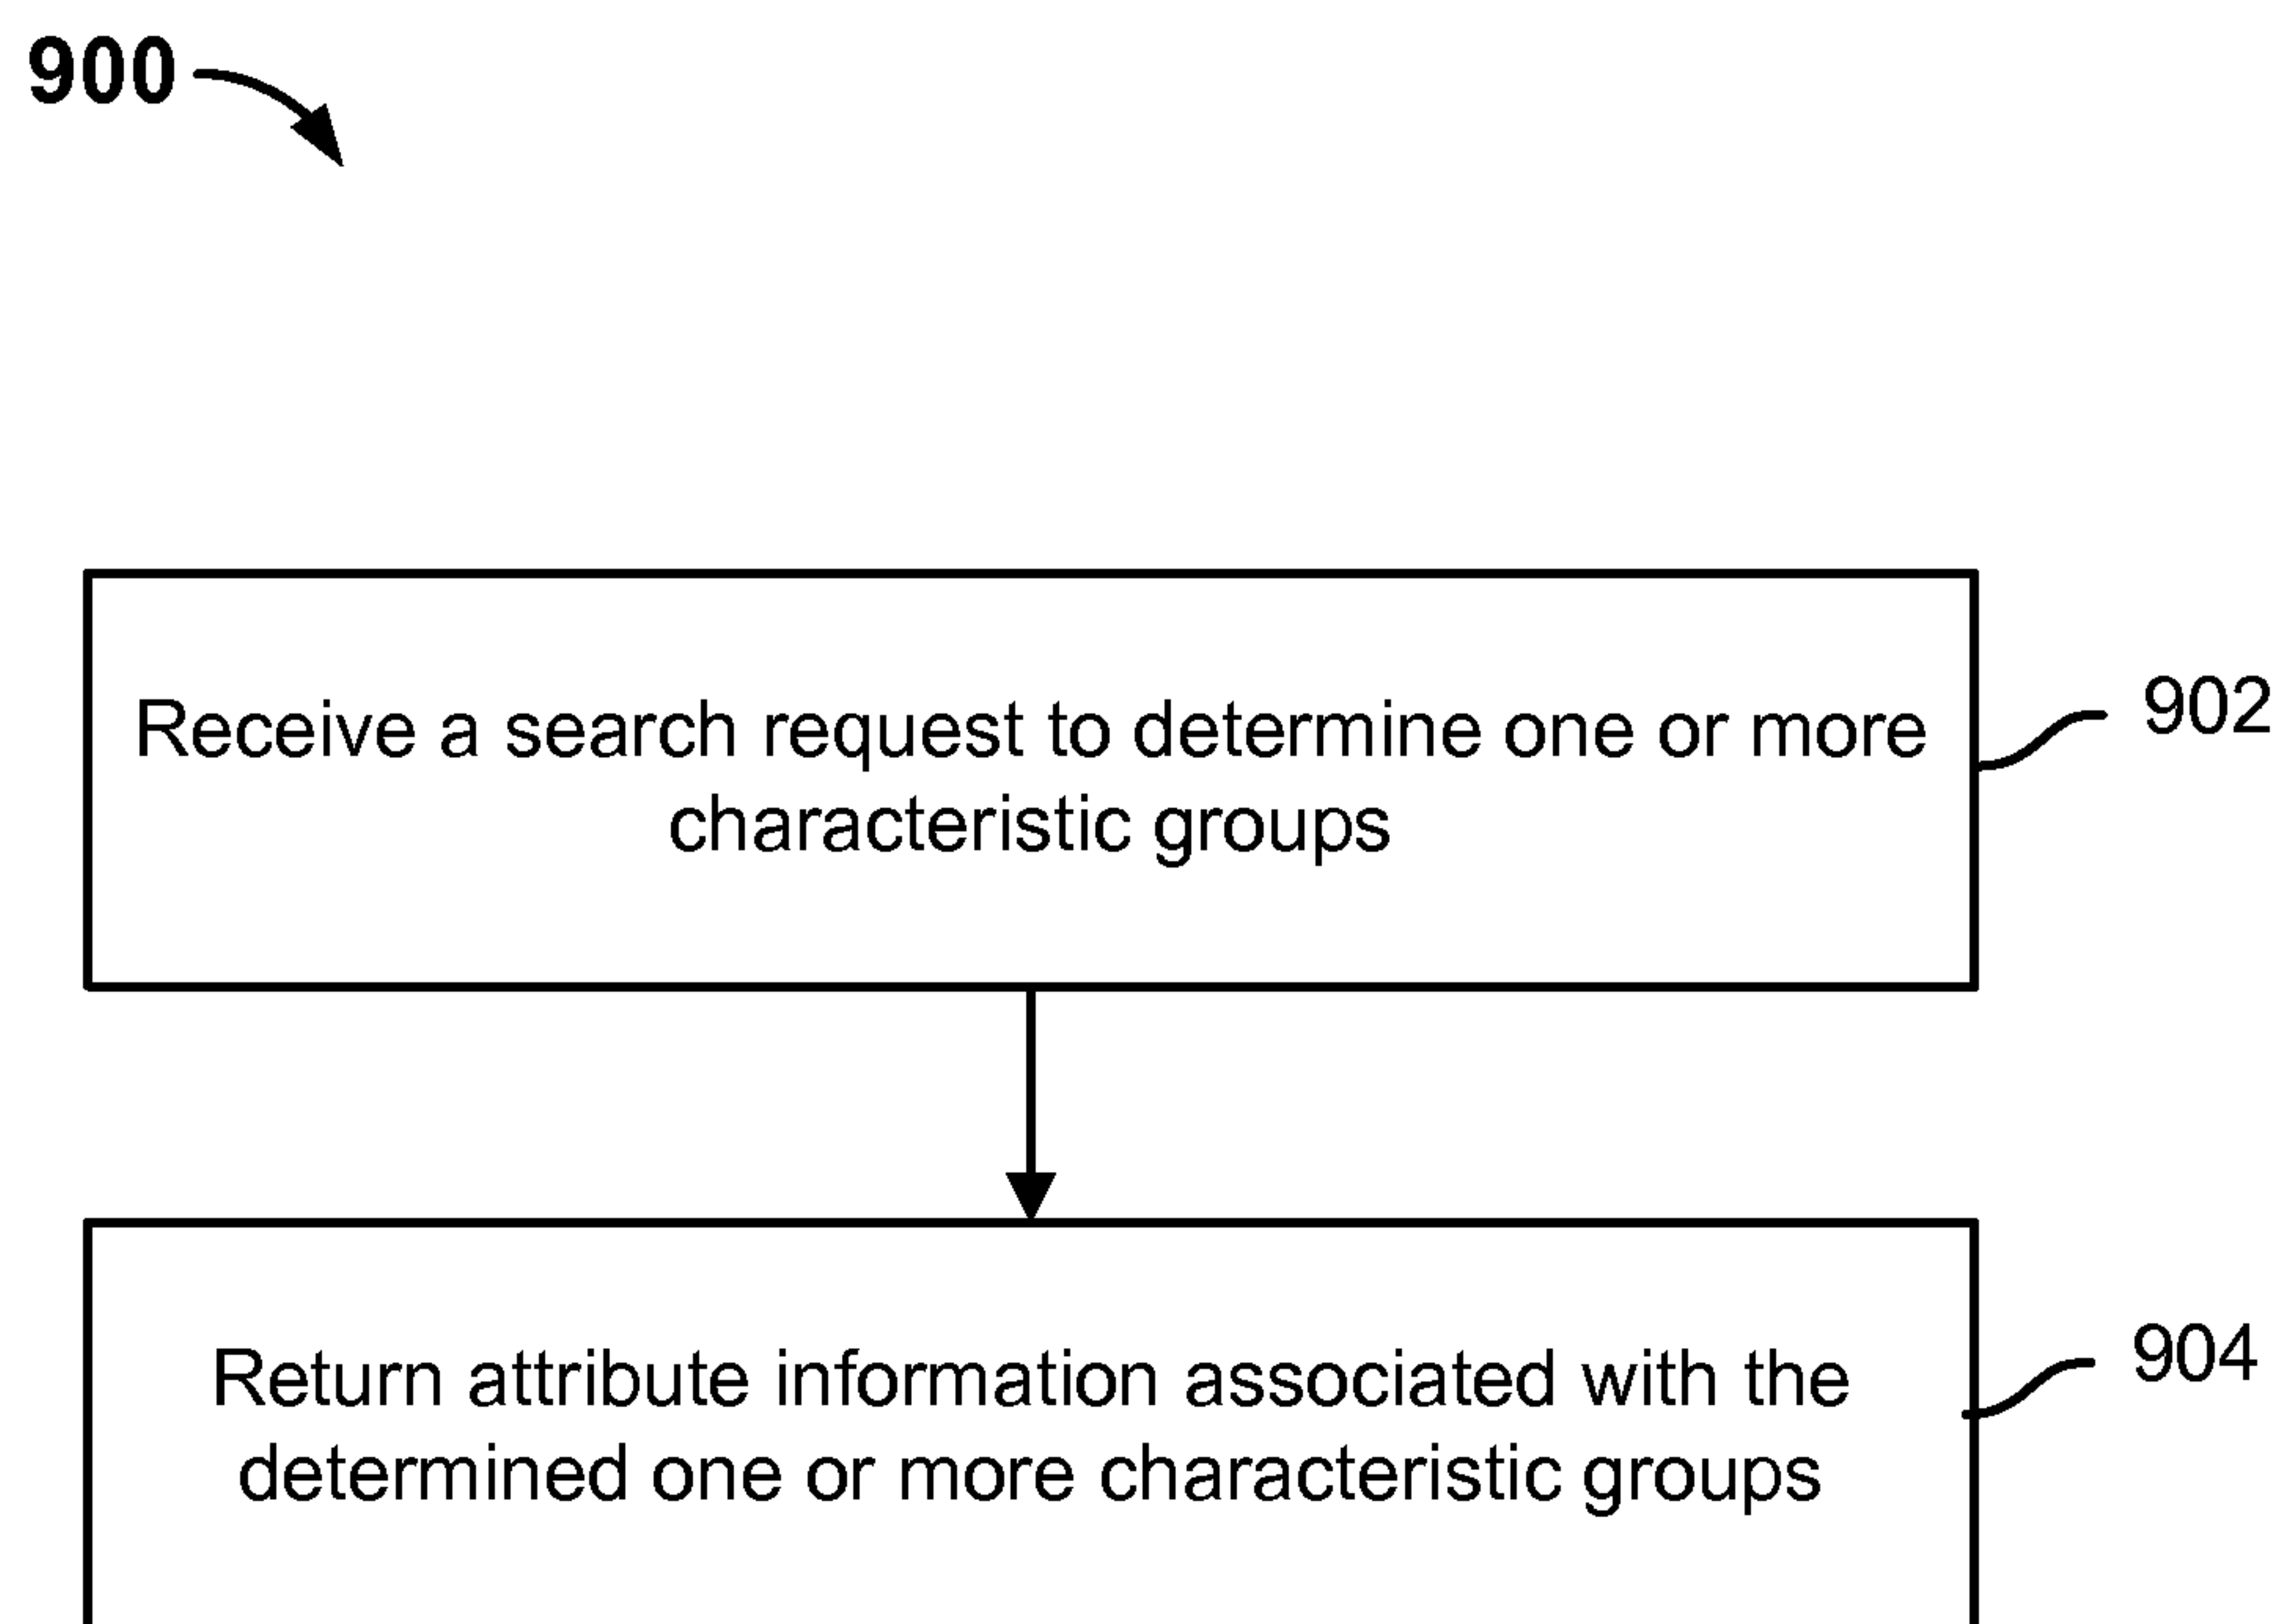 900
Receive a search request to determine one or more
characteristic groups
902
Return attribute information associated with the
determined one or more characteristic groups
904